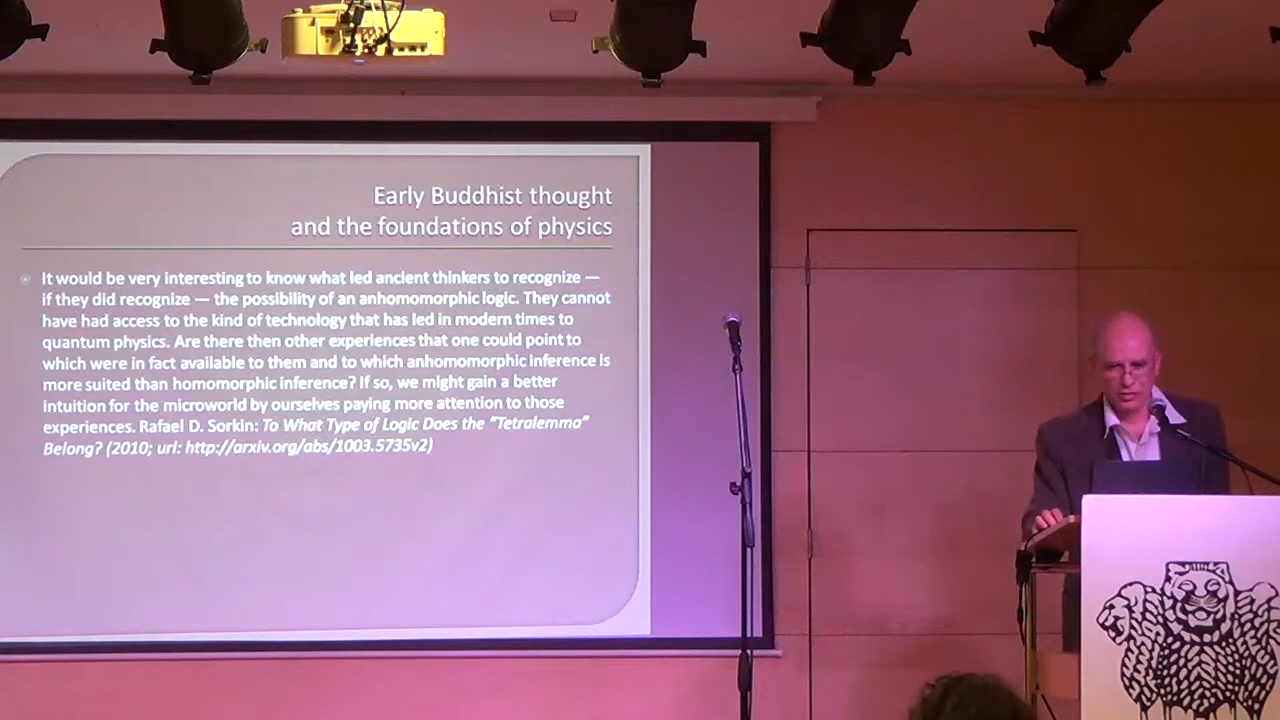 Early Buddhist thought
and the foundations of physics
It would be very interesting to know what led ancient thinkers to recognize —
if they did recognize — the possibility of an anhomomorphic logic. They cannot
have had access to the kind of technology that has led in modern times to
quantum physics. Are there then other experiences that one could point to
which were in fact available to them and to which anhomomorphic inference is
more suited than homomorphic inference? If so, we might gain a better
intuition for the microworld by ourselves paying more attention to those
experiences. Rafael D. Sorkin: To What Type of Logic Does the "Tetralemma"
Belong? (2010; url: http://arxiv.org/abs/1003.5735v2)